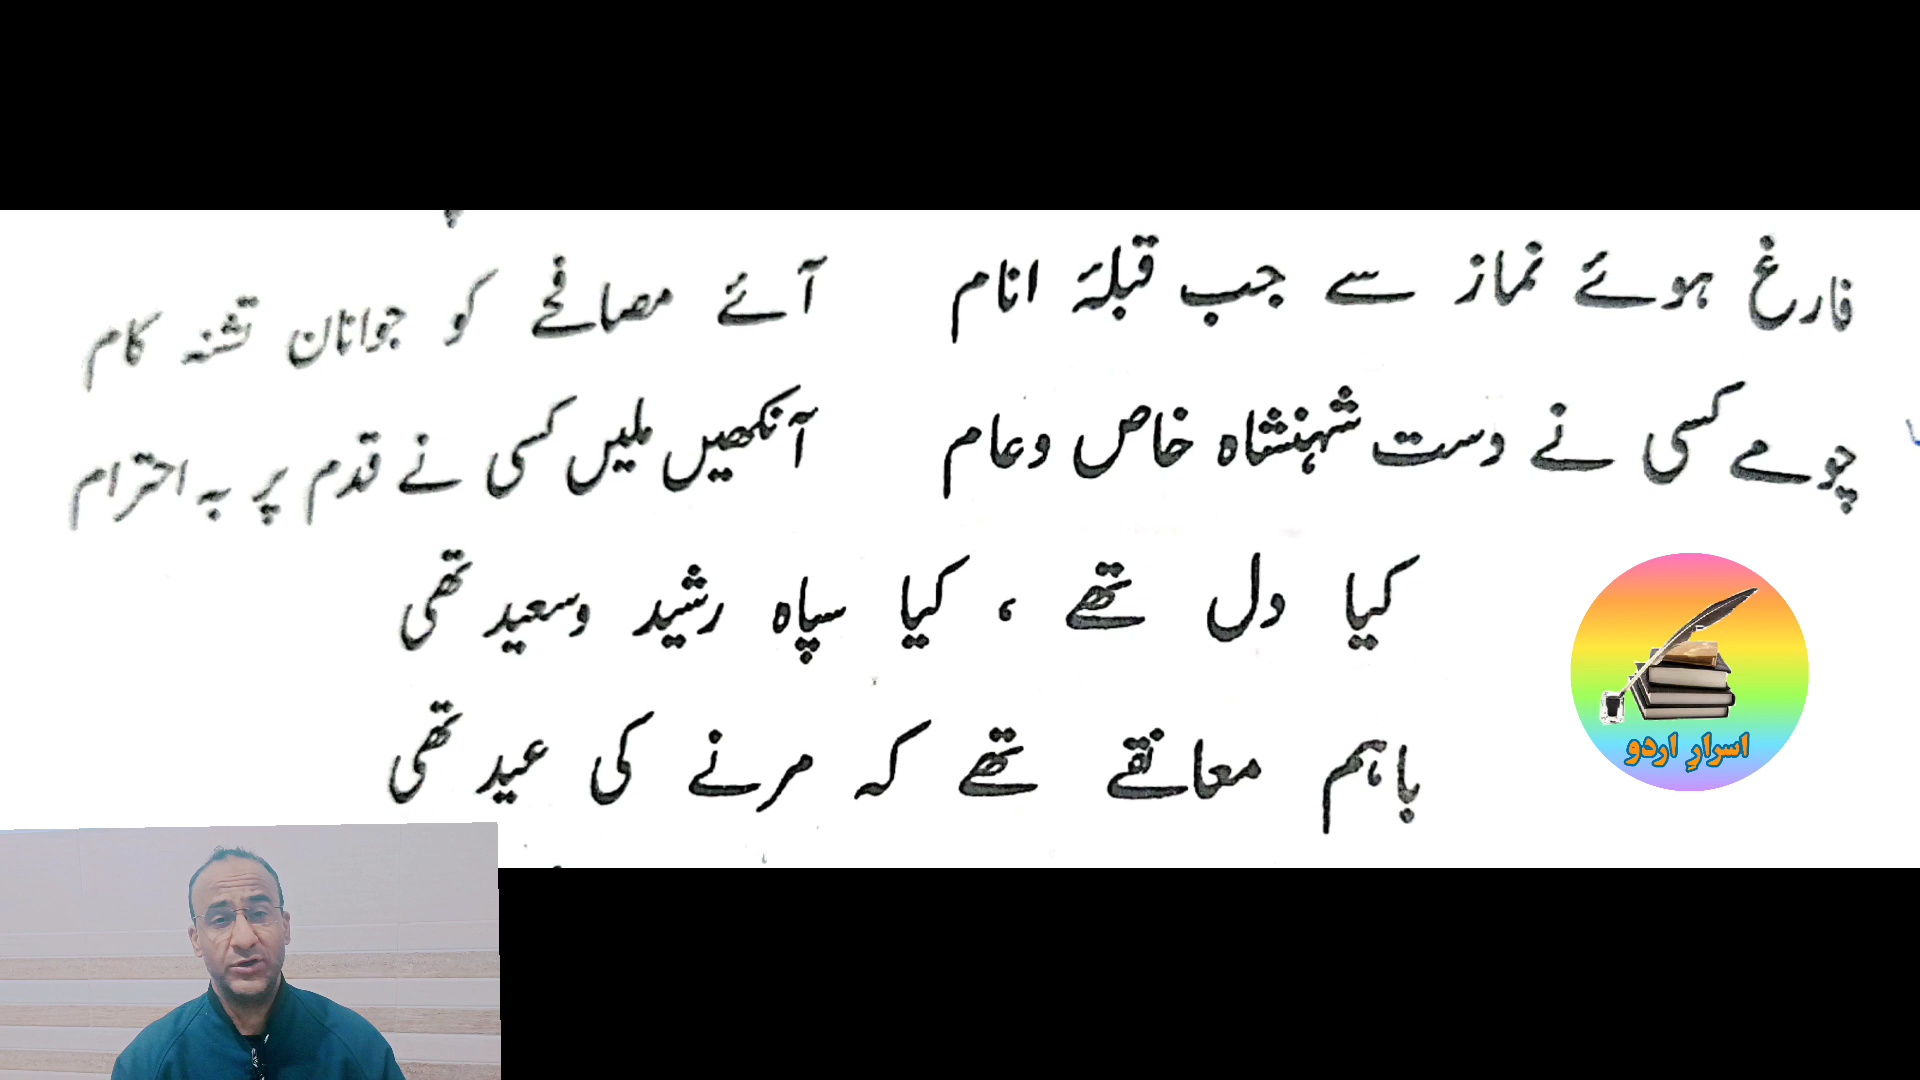 فارغ ہوئے نماز سے جب قبلۂ انام آئے مصافحے کو جوانان تشنہ کام
چومے کسی نے دست شہنشاہ خاص وعام آنکھیں ملیں کسی نے قدم پر بہ احترام
کیا دل تھے ، کیا سپاہ رشید وسعید تھی
باہم معانقے تھے کہ مرنے کی عید تھی
اسرارِ اردو